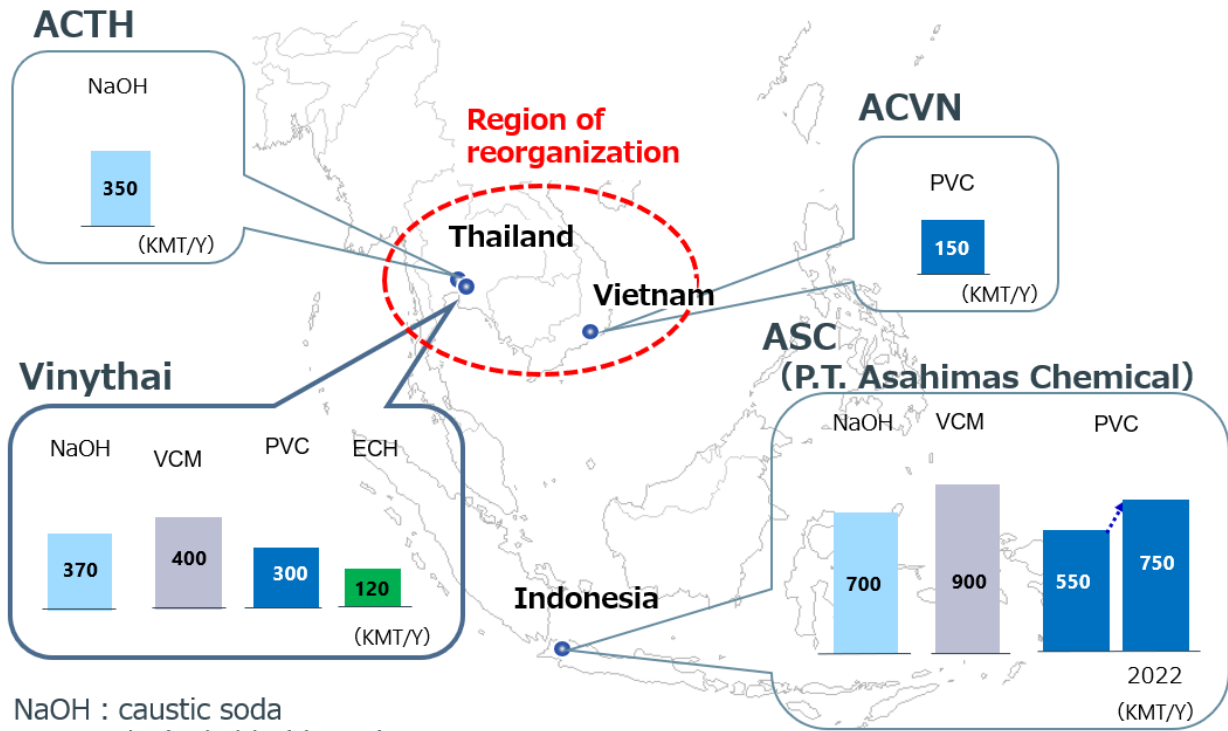 ACTH
NaOH
350
(KMT/Y)
Region of
reorganization
Thailand
Vietnam
ACVN
PVC
150
(KMT/Y)
Vinythai
NaOH
VCM
PVC
ECH
370
400
300
120
(KMT/Y)
Indonesia
ASC
(P.T. Asahimas Chemical)
NaOH
VCM
PVC
700
900
550
750
2022
(KMT/Y)
NaOH : caustic soda